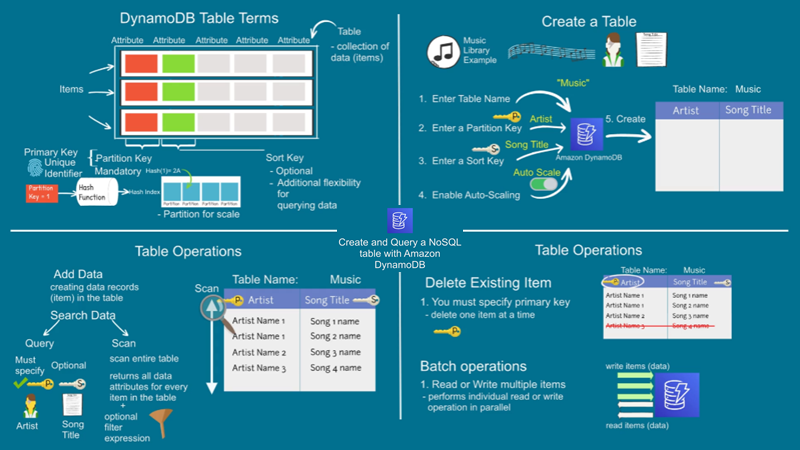 DynamoDB Table Terms
Attribute Attribute Attribute Attribute Attribute
Table
- collection of
data (items)
Items
Primary Key
Unique
Identifier
Partition Key
Mandatory
Hash(1)= 2A
Partition
Key = 1
Hash
Function
Hash Index
Partition Partition Partition Partition
- Partition for scale
Sort Key
- Optional
- Additional flexibility
for
querying data
Create a Table
Music
Library
Example
"Music"
1. Enter Table Name
Artist
2. Enter a Partition Key
Song Title
3. Enter a Sort Key
Auto Scale
4. Enable Auto-Scaling
Amazon DynamoDB
5. Create
Table Name: Music
Artist Song Title
Create and Query a NoSQL
table with Amazon
DynamoDB
Table Operations
Add Data
creating data records
(item) in the table
Search Data
Query
Must
specify
Optional
Artist
Song
Title
Scan
scan entire table
returns all data
attributes for every
item in the table
+
optional
filter
expression
Scan
Table Name: Music
P Artist Song Title S
Artist Name 1 Song 1 name
Artist Name 1 Song 2 name
Artist Name 2 Song 3 name
Artist Name 3 Song 4 name
Table Operations
Delete Existing Item
1. You must specify primary key
- delete one item at a time
Table Name: Music
Artist Song Title
Artist Name 1 Song 1 name
Artist Name 1 Song 2 name
Artist Name 2 Song 3 name
Artist Name 3 Song 4 name
Batch operations
1. Read or Write multiple items
- performs individual read or write
operation in parallel
write items (data)
read items (data)